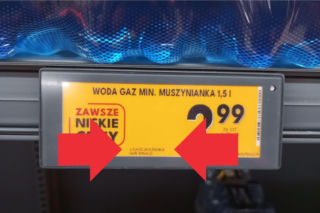 WODA GAZ MIN. MUSZYNIANKA 1,5 l
ZAWSZE
NISKIE
CENY
2 99